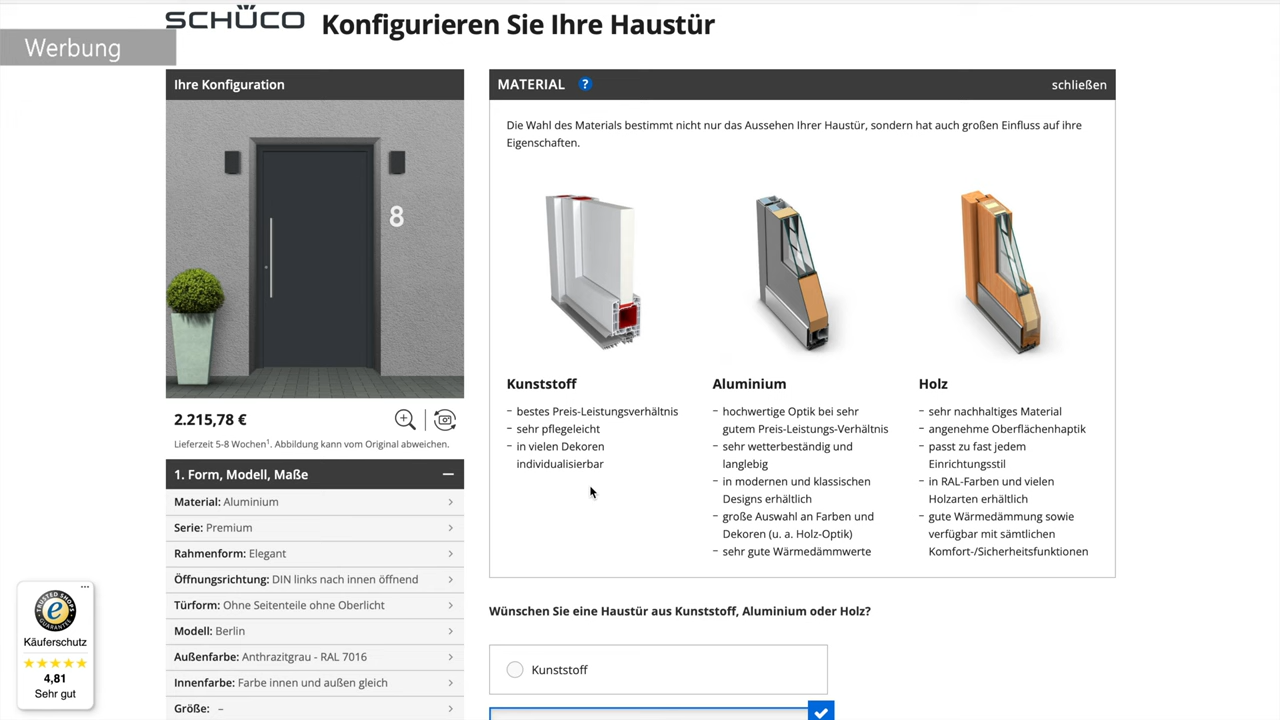 SCHÜCO
Konfigurieren Sie Ihre Haustür
Werbung
Ihre Konfiguration
8
2.215,78 €
Lieferzeit 5-8 Wochen¹. Abbildung kann vom Original abweichen.
1. Form, Modell, Maße
Material: Aluminium
Serie: Premium
Rahmenform: Elegant
Öffnungsrichtung: DIN links nach innen öffnend
Türform: Ohne Seitenteile ohne Oberlicht
Modell: Berlin
Außenfarbe: Anthrazitgrau - RAL 7016
Innenfarbe: Farbe innen und außen gleich
Größe: –
TRUSTED SHOPS
e
GUARANTEE
Käuferschutz
4,81
Sehr gut
MATERIAL ?
schließen
Die Wahl des Materials bestimmt nicht nur das Aussehen Ihrer Haustür, sondern hat auch großen Einfluss auf ihre
Eigenschaften.
Kunststoff
– bestes Preis-Leistungsverhältnis
– sehr pflegeleicht
– in vielen Dekoren
individualisierbar
Aluminium
– hochwertige Optik bei sehr
gutem Preis-Leistungs-Verhältnis
– sehr wetterbeständig und
langlebig
– in modernen und klassischen
Designs erhältlich
– große Auswahl an Farben und
Dekoren (u. a. Holz-Optik)
– sehr gute Wärmedämmwerte
Holz
– sehr nachhaltiges Material
– angenehme Oberflächenhaptik
– passt zu fast jedem
Einrichtungsstil
– in RAL-Farben und vielen
Holzarten erhältlich
– gute Wärmedämmung sowie
verfügbar mit sämtlichen
Komfort-/Sicherheitsfunktionen
Wünschen Sie eine Haustür aus Kunststoff, Aluminium oder Holz?
Kunststoff